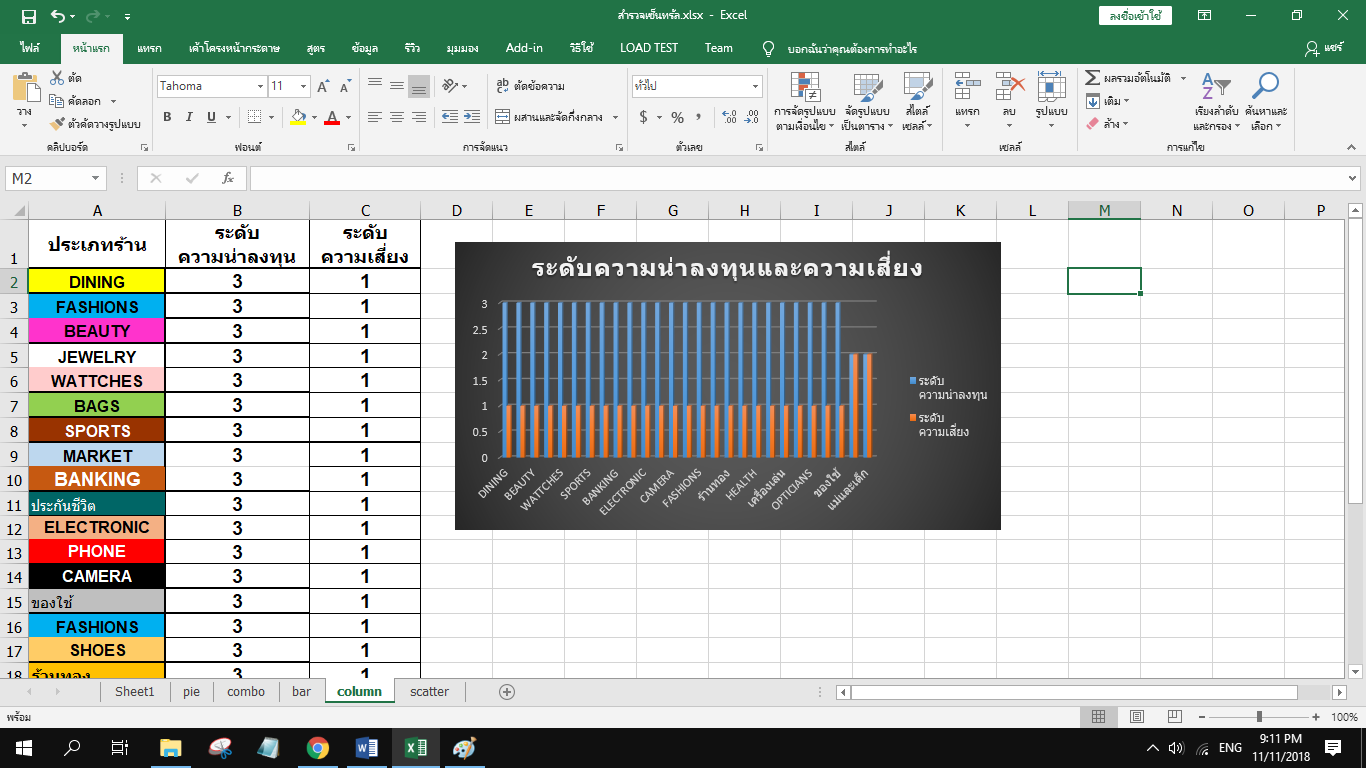 สำรวจเซ็นทรัล.xlsx - Excel
ลงชื่อเข้าใช้
ไฟล์ หน้าแรก แทรก เค้าโครงหน้ากระดาษ สูตร ข้อมูล รีวิว มุมมอง Add-in วิธีใช้ LOAD TEST Team บอกฉันว่าคุณต้องการทำอะไร แชร์
วาง
ตัด
คัดลอก
ตัวคัดวางรูปแบบ
คลิปบอร์ด
Tahoma 11
B I U
ฟอนต์
ตัดข้อความ
ผสานและจัดกึ่งกลาง
การจัดแนว
ทั่วไป
$ % ,
ตัวเลข
การจัดรูปแบบ
ตามเงื่อนไข
จัดรูปแบบ
เป็นตาราง
สไตล์
เซลล์
สไตล์
แทรก ลบ รูปแบบ
เซลล์
ผลรวมอัตโนมัติ
เติม
ล้าง
เรียงลำดับ
และกรอง
ค้นหาและ
เลือก
การแก้ไข
M2
fx
A B C D E F G H I J K L M N O P
1 ประเภทร้าน ระดับ ความน่าลงทุน ระดับ ความเสี่ยง
2 DINING 3 1
3 FASHIONS 3 1
4 BEAUTY 3 1
5 JEWELRY 3 1
6 WATTCHES 3 1
7 BAGS 3 1
8 SPORTS 3 1
9 MARKET 3 1
10 BANKING 3 1
11 ประกันชีวิต 3 1
12 ELECTRONIC 3 1
13 PHONE 3 1
14 CAMERA 3 1
15 ของใช้ 3 1
16 FASHIONS 3 1
17 SHOES 3 1
18 ร้านทอง 3 1
ระดับความน่าลงทุนและความเสี่ยง
3
2.5
2
1.5
1
0.5
0
DINING BEAUTY WATTCHES SPORTS BANKING ELECTRONIC CAMERA FASHIONS ร้านทอง HEALTH เครื่องเล่น OPTICIANS ของใช้ แม่และเด็ก
ระดับ
ความน่าลงทุน
ระดับ
ความเสี่ยง
Sheet1 pie combo bar column scatter
พร้อม
100%
ENG
9:11 PM
11/11/2018